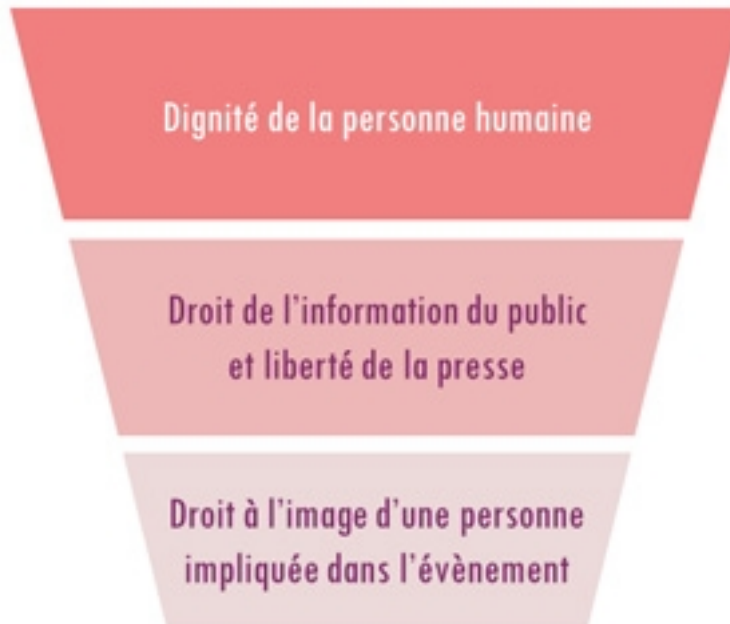 Dignité de la personne humaine
Droit de l'information du public
et liberté de la presse
Droit à l'image d'une personne
impliquée dans l'évènement